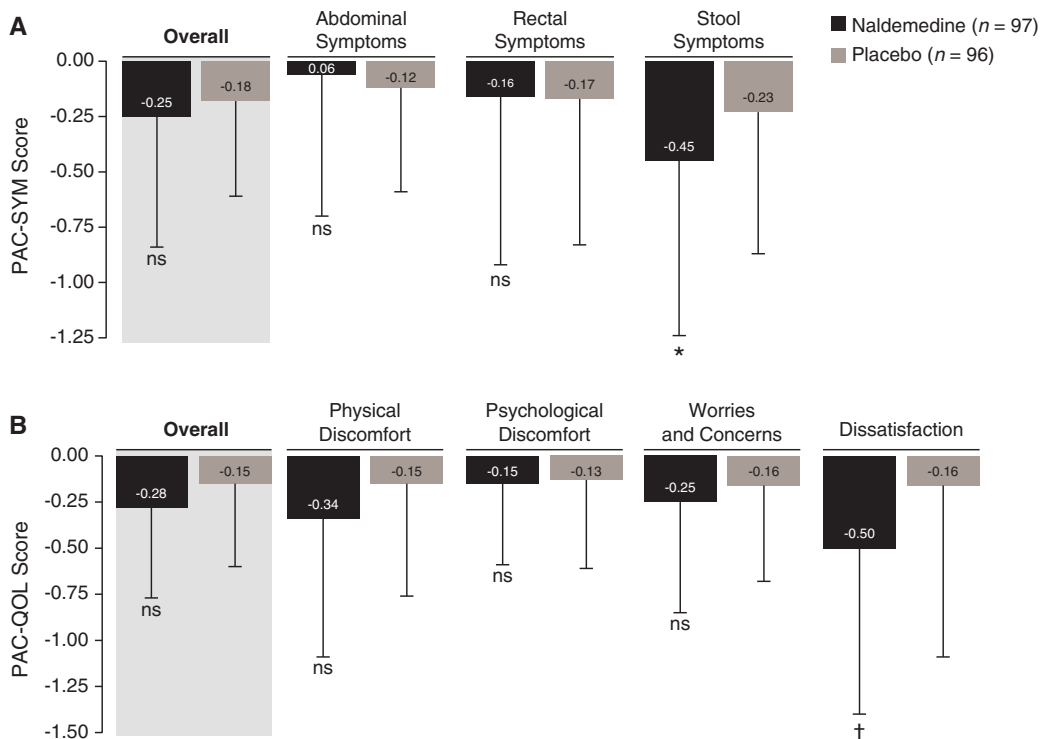 A
Overall
Abdominal
Symptoms
Rectal
Symptoms
Stool
Symptoms
Naldemedine (n = 97)
Placebo (n = 96)
PAC-SYM Score
0.00
-0.25
-0.50
-0.75
-1.00
-1.25
-0.25
-0.18
0.06
-0.12
-0.16
-0.17
-0.45
-0.23
ns
ns
ns
*
B
Overall
Physical
Discomfort
Psychological
Discomfort
Worries
and Concerns
Dissatisfaction
PAC-QOL Score
0.00
-0.25
-0.50
-0.75
-1.00
-1.25
-1.50
-0.28
-0.15
-0.34
-0.15
-0.15
-0.13
-0.25
-0.16
-0.50
-0.16
ns
ns
ns
ns
†